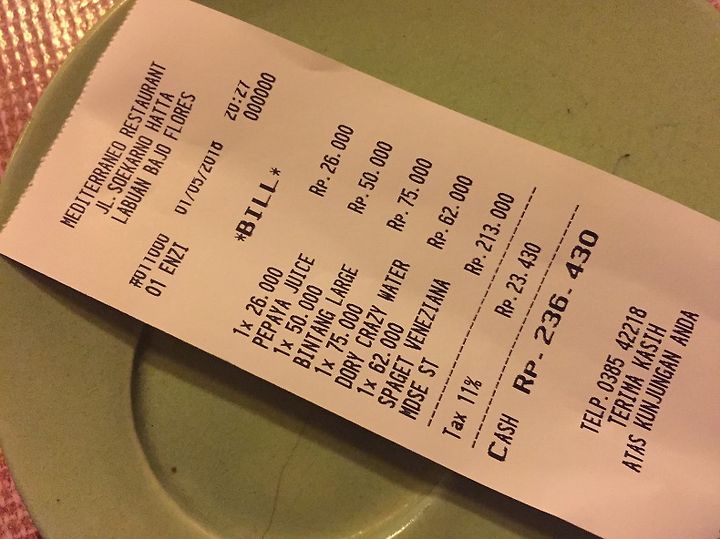 MEDITERRANEO RESTAURANT
JL. SOEKARNO HATTA
LABUAN BAJO FLORES
#011000 01/05/2016 20:27
01 ENZI 000000
*BILL*
1x 26.000
PEPAYA JUICE Rp. 26.000
1x 50.000
BINTANG LARGE Rp. 50.000
1x 75.000
DORY CRAZY WATER Rp. 75.000
1x 62.000
SPAGET VENEZIANA Rp. 62.000
MDSE ST Rp. 213.000
Tax 11% Rp. 23.430
CASH RP. 236.430
TELP.0385 42218
TERIMA KASIH
ATAS KUNJUNGAN ANDA